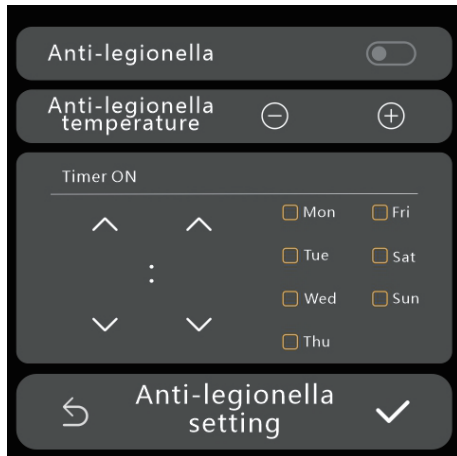 Anti-legionella
Anti-legionella
temperature
Timer ON
:
Mon
Fri
Tue
Sat
Wed
Sun
Thu
Anti-legionella
setting